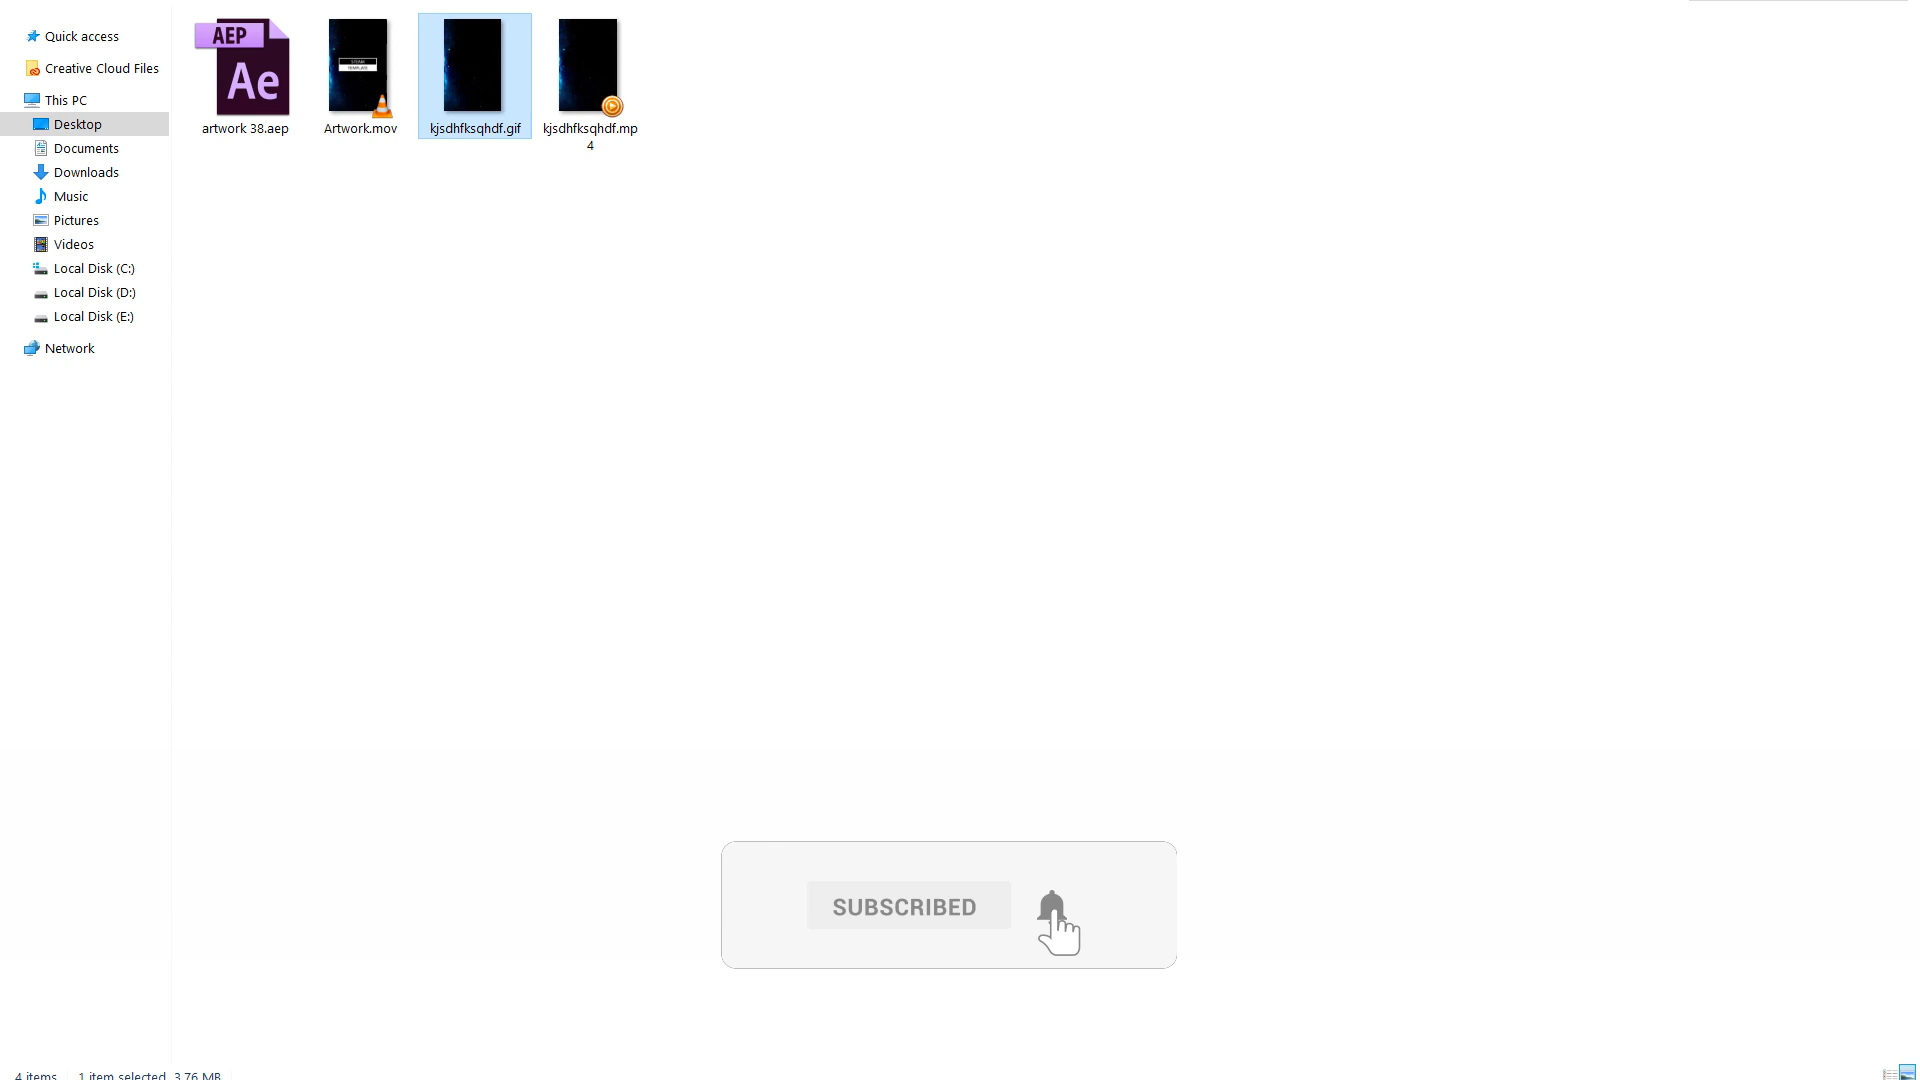 Quick access
Creative Cloud Files
This PC
Desktop
Documents
Downloads
Music
Pictures
Videos
Local Disk (C:)
Local Disk (D:)
Local Disk (E:)
Network
AEP
Ae
artwork 38.aep
TEMPLATE
Artwork.mov
kjsdhfksqhdf.gif
kjsdhfksqhdf.mp
4
SUBSCRIBED
4 items 1 item selected 3.76 MB